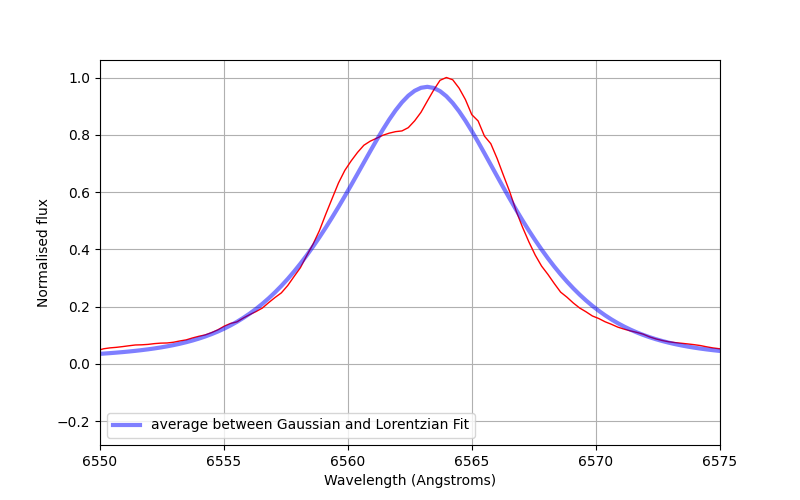 1.0
0.8
0.6
0.4
0.2
0.0
−0.2
Normalised flux
average between Gaussian and Lorentzian Fit
6550 6555 6560 6565 6570 6575
Wavelength (Angstroms)